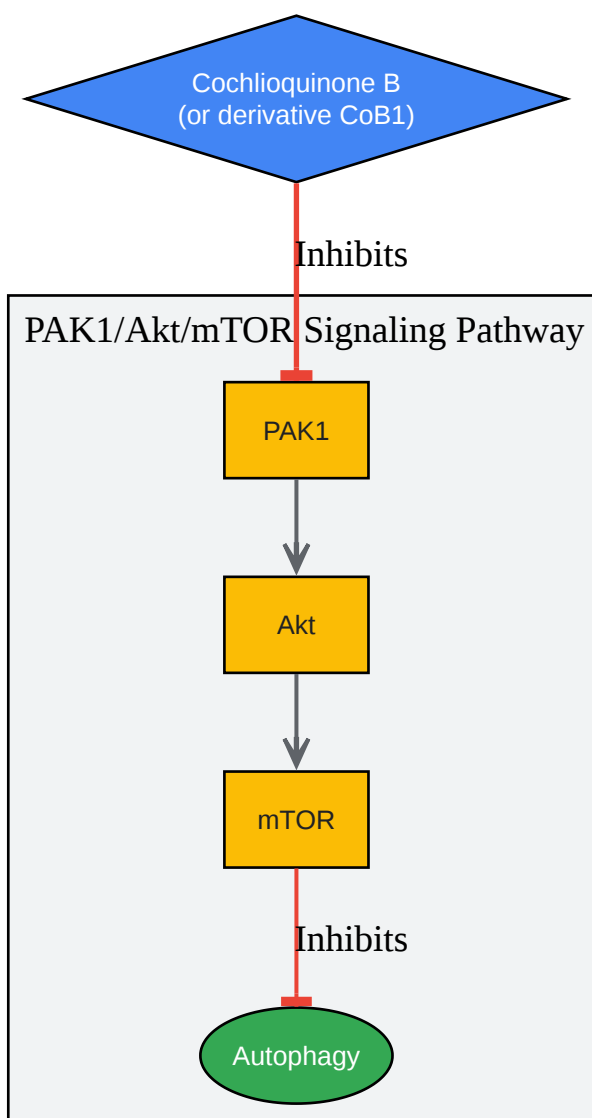 Cochlioquinone B
(or derivative CoB1)
Inhibits
PAK1/Akt/mTOR Signaling Pathway
PAK1
Akt
mTOR
Inhibits
Autophagy